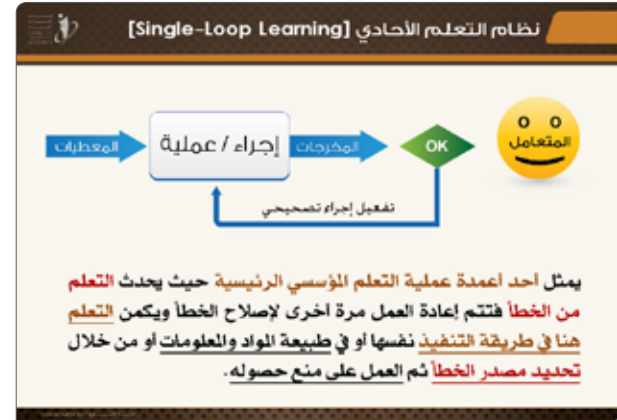 نظام التعلم الأحادي [Single-Loop Learning]
المعطيات
إجراء / عملية
المخرجات
OK
المتعامل
تفعيل إجراء تصحيحي
يمثل أحد أعمدة عملية التعلم المؤسسي الرئيسية حيث يحدث التعلم
من الخطأ فتتم إعادة العمل مرة أخرى لإصلاح الخطأ ويكمن التعلم
هنا في طريقة التنفيذ نفسها أو في طبيعة المواد والمعلومات أو من خلال
تحديد مصدر الخطأ ثم العمل على منع حصوله.